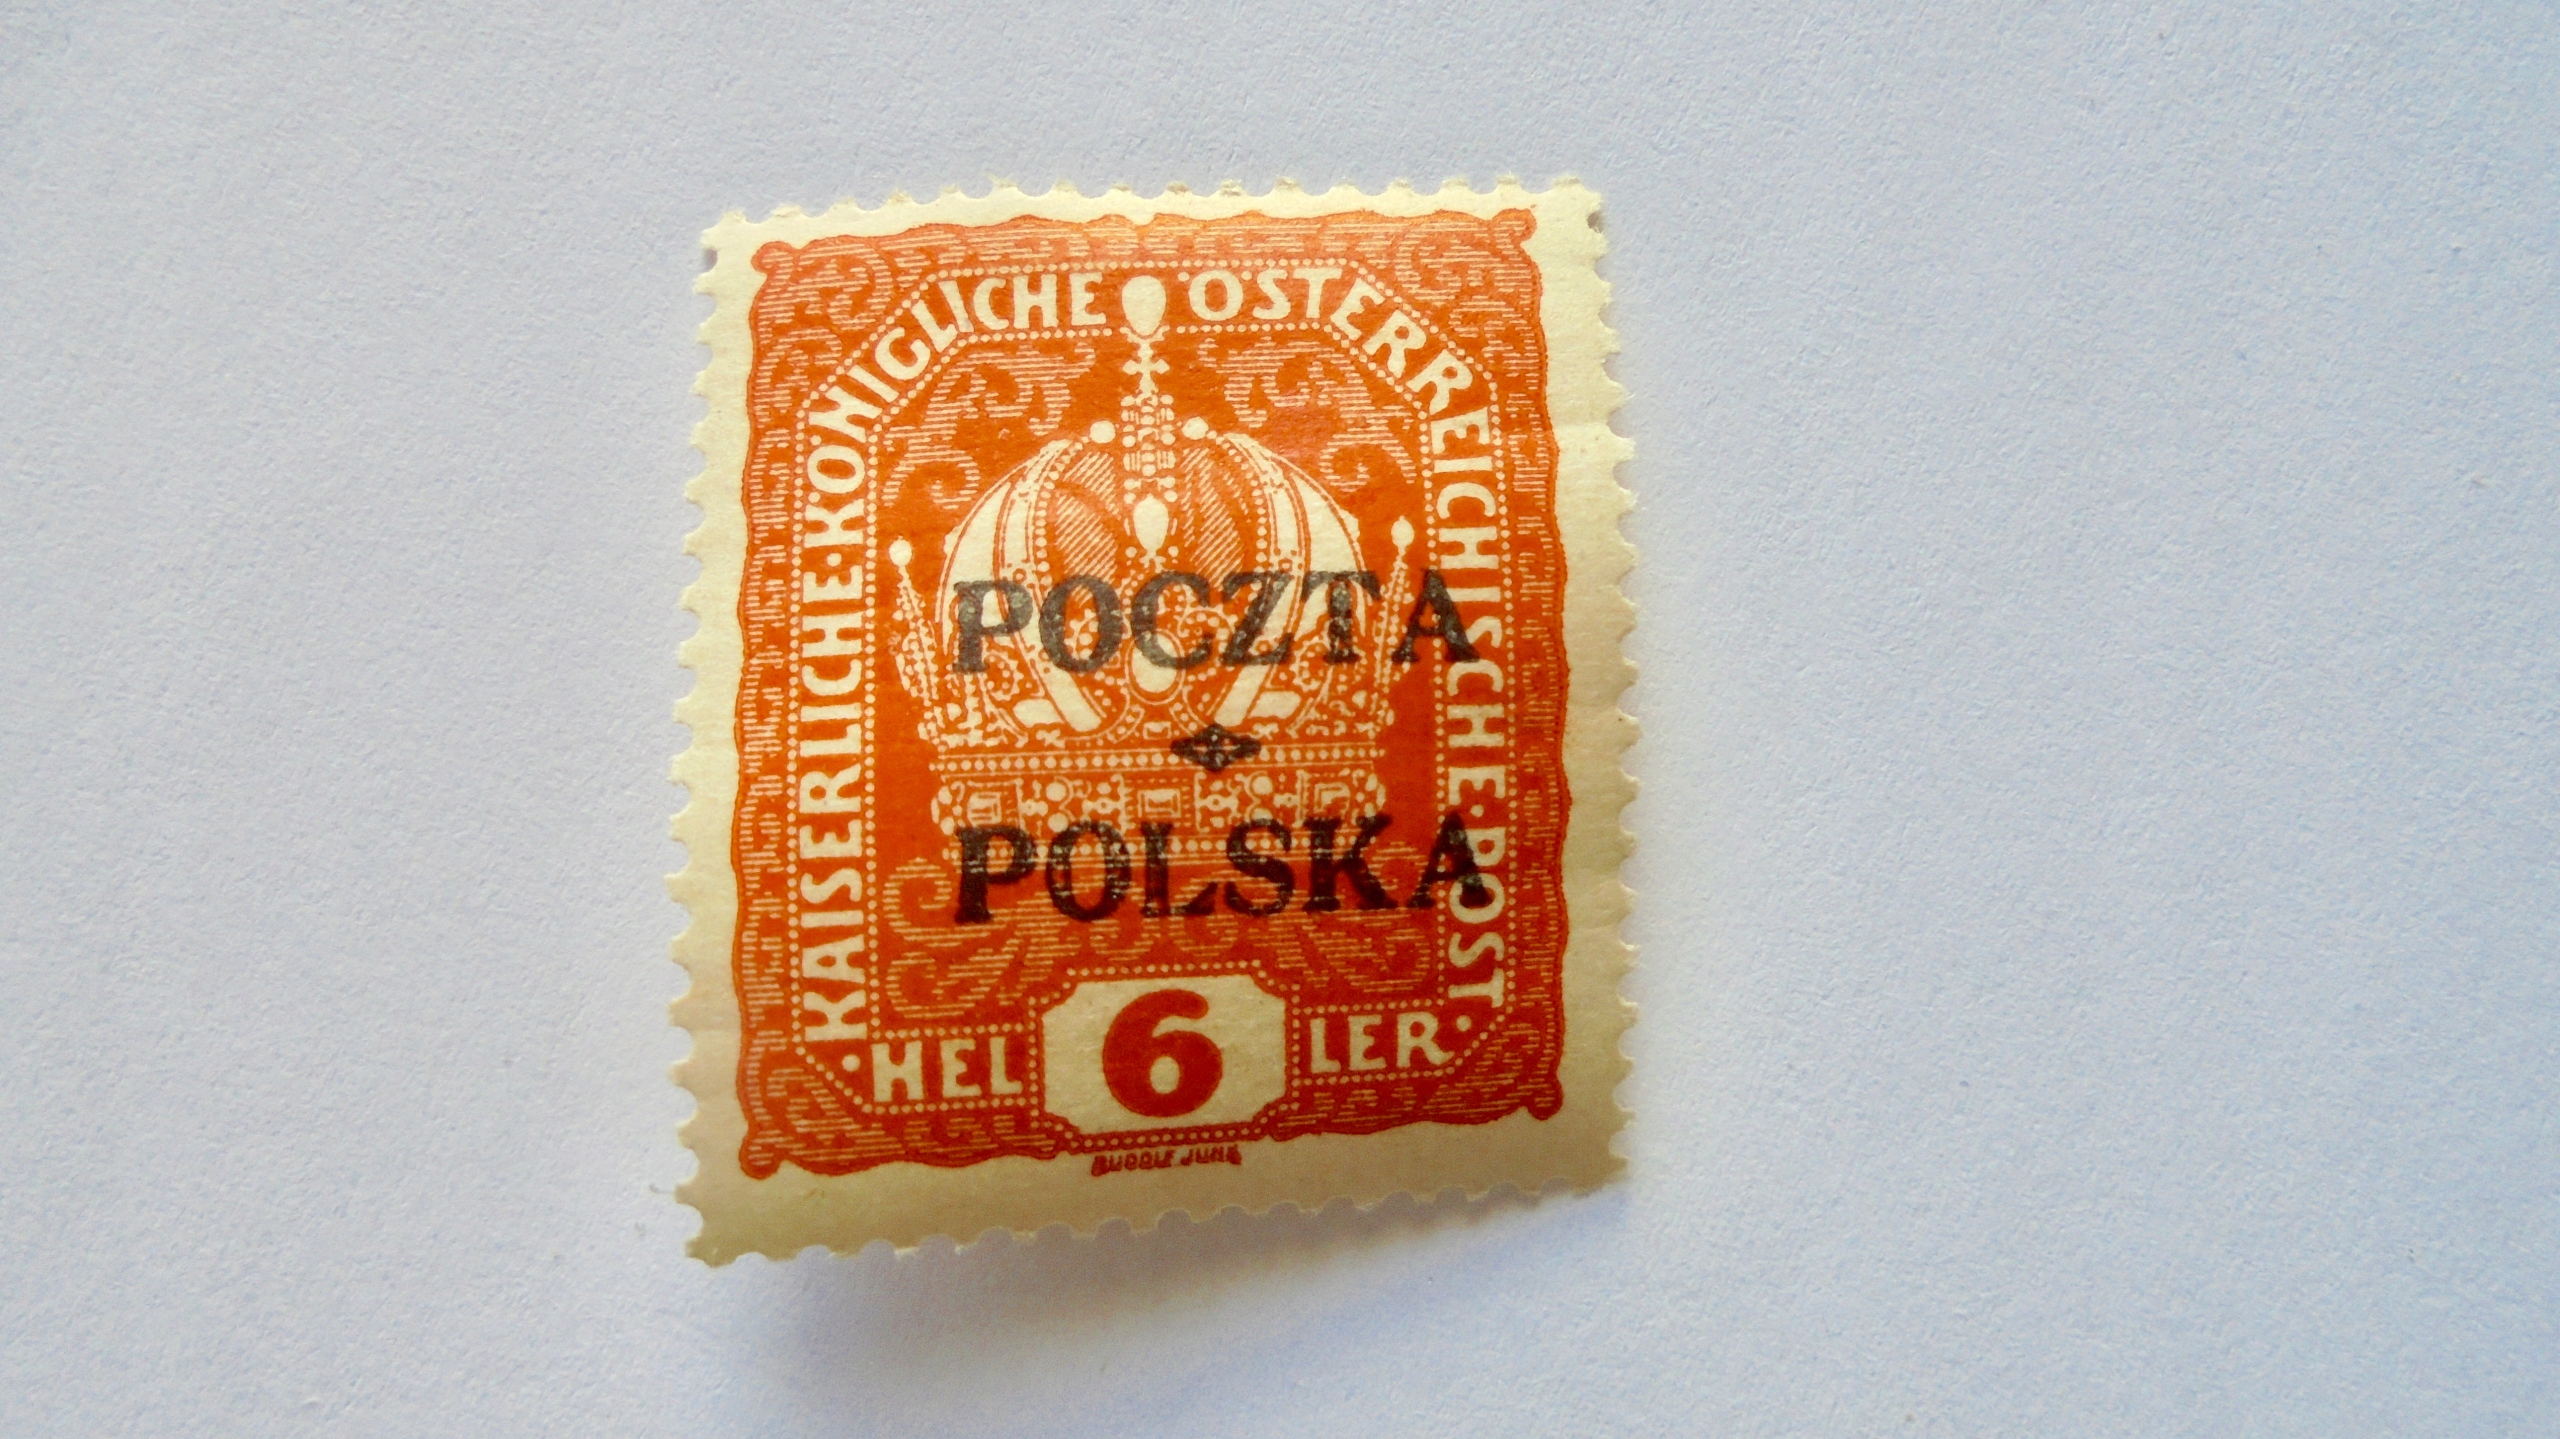 ·KAISERLICHE·KÖNIGLICHE ÖSTERREICHISCHE·POST·
POCZTA
POLSKA
HEL 6 LER